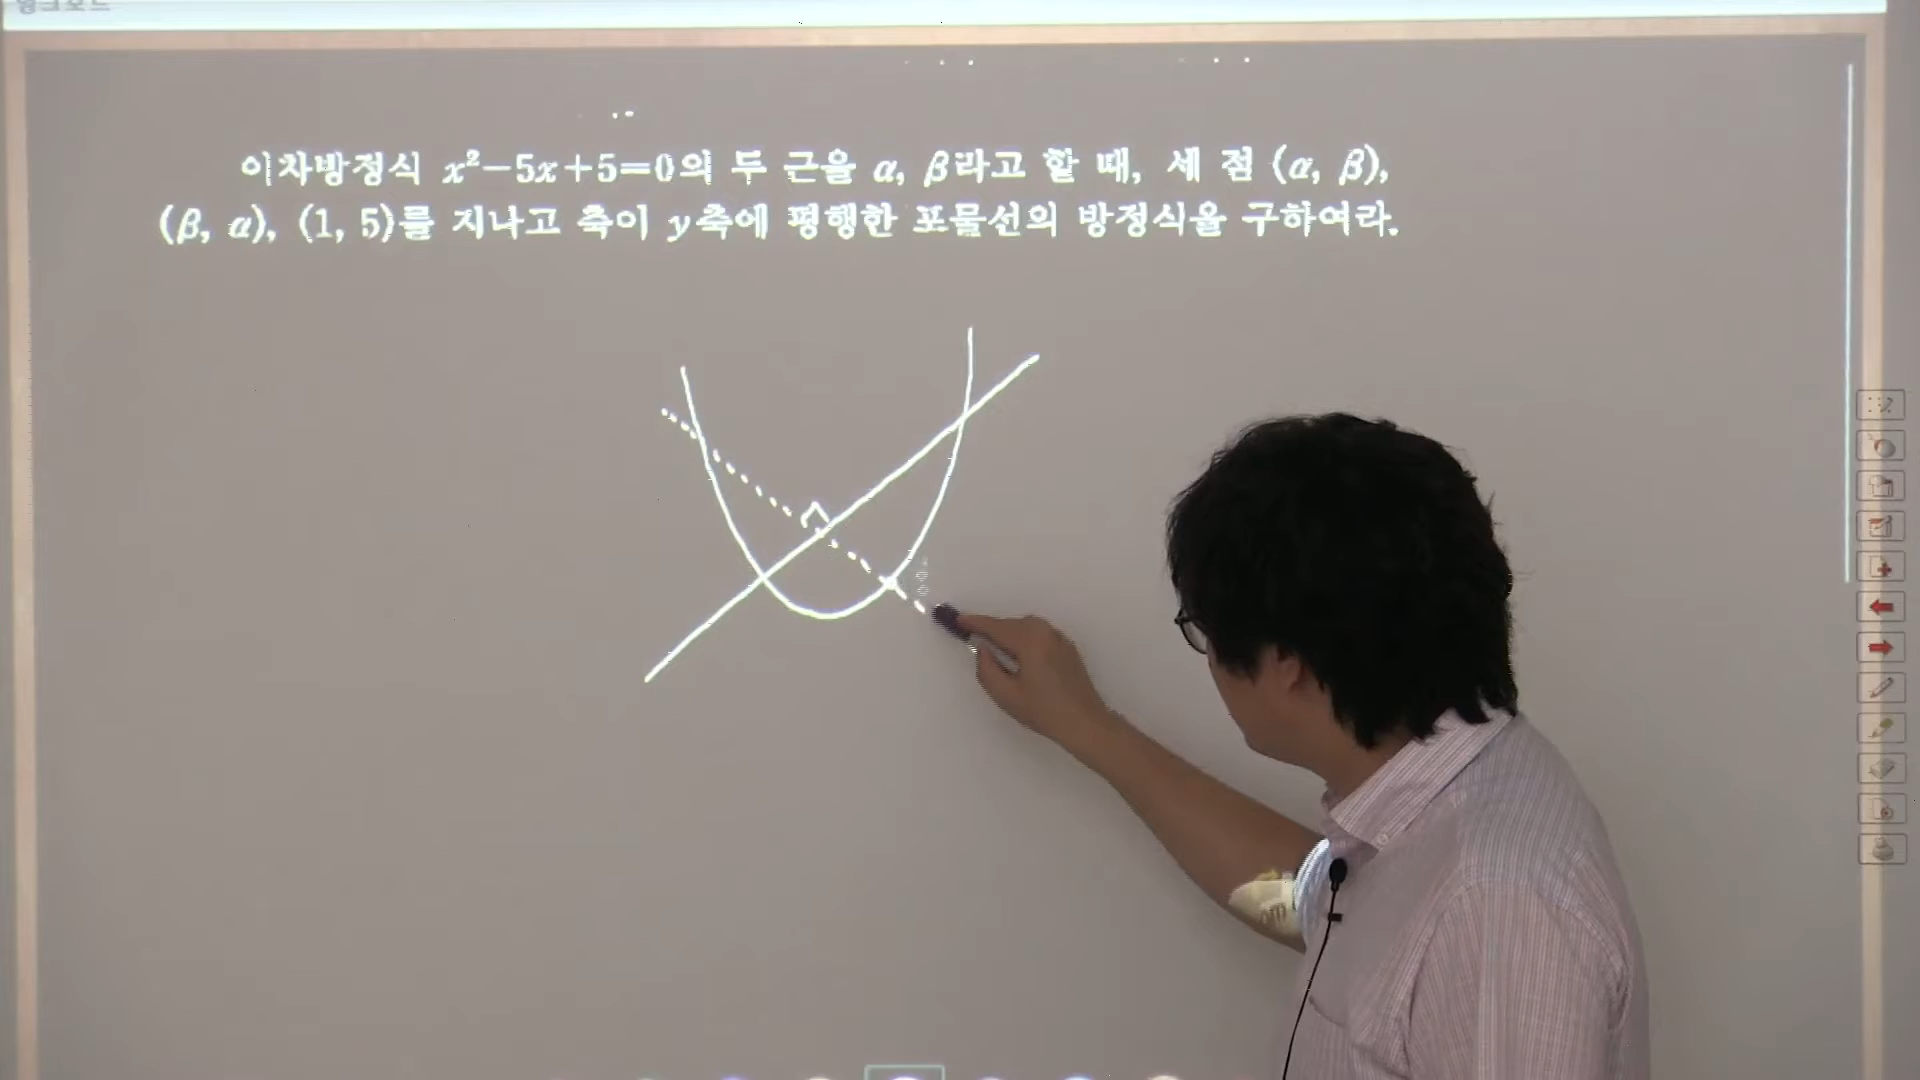 이차방정식 x²−5x+5=0의 두 근을 α, β라고 할 때, 세 점 (α, β),
(β, α), (1, 5)를 지나고 축이 y축에 평행한 포물선의 방정식을 구하여라.